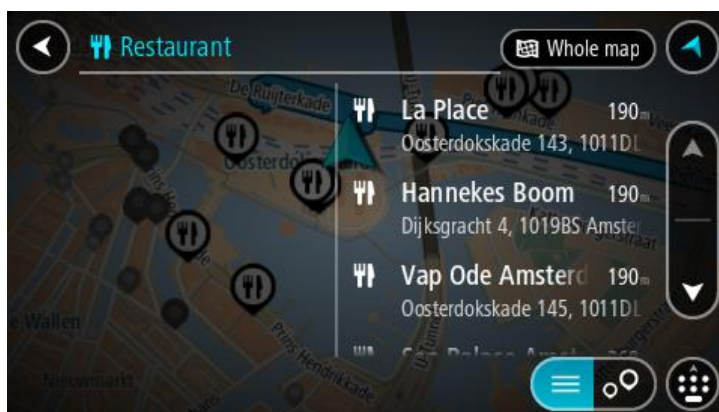 Restaurant
Whole map
De Ruijterkade
La Place 190m
Oosterdokskade 143, 1011DL
Hannekes Boom 190m
Dijksgracht 4, 1019BS Amster
Vap Ode Amsterd 190m
Oosterdokskade 145, 1011DL
Prins Hendrikkade
e Wallen
Nieuwmarkt